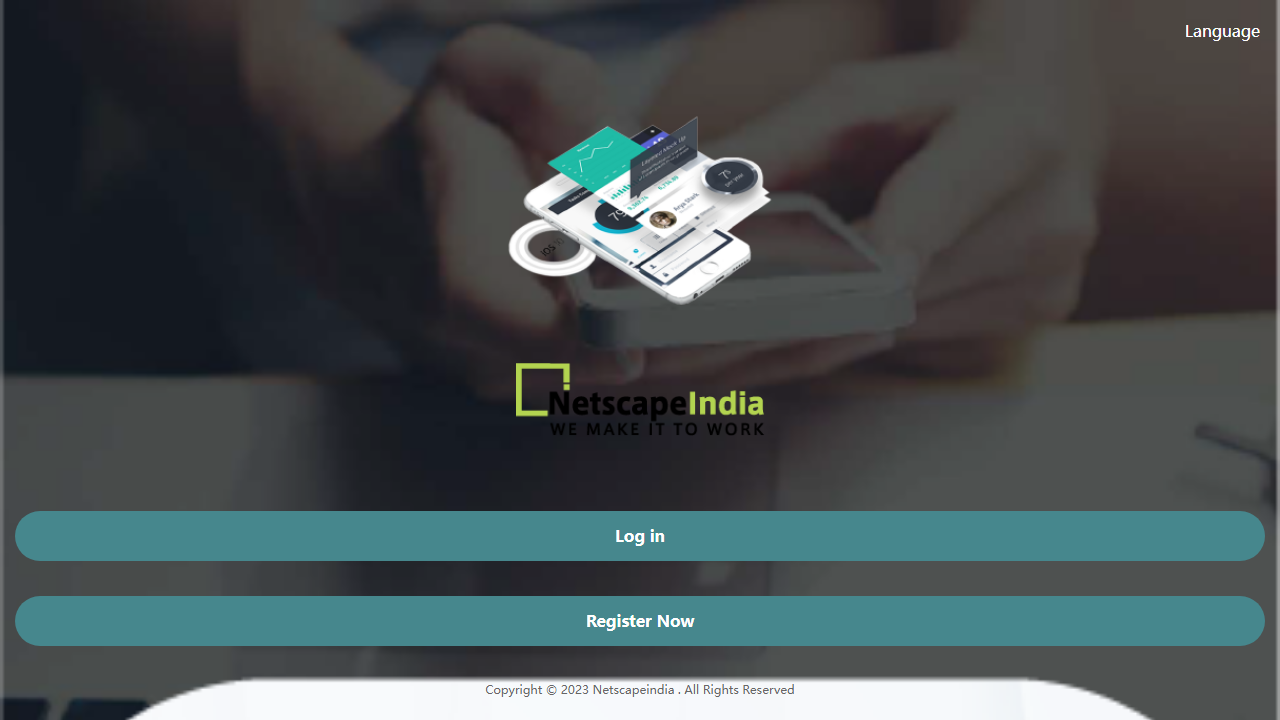 Language
NetscapeIndia
WE MAKE IT TO WORK
Log in
Register Now
Copyright © 2023 Netscapeindia . All Rights Reserved